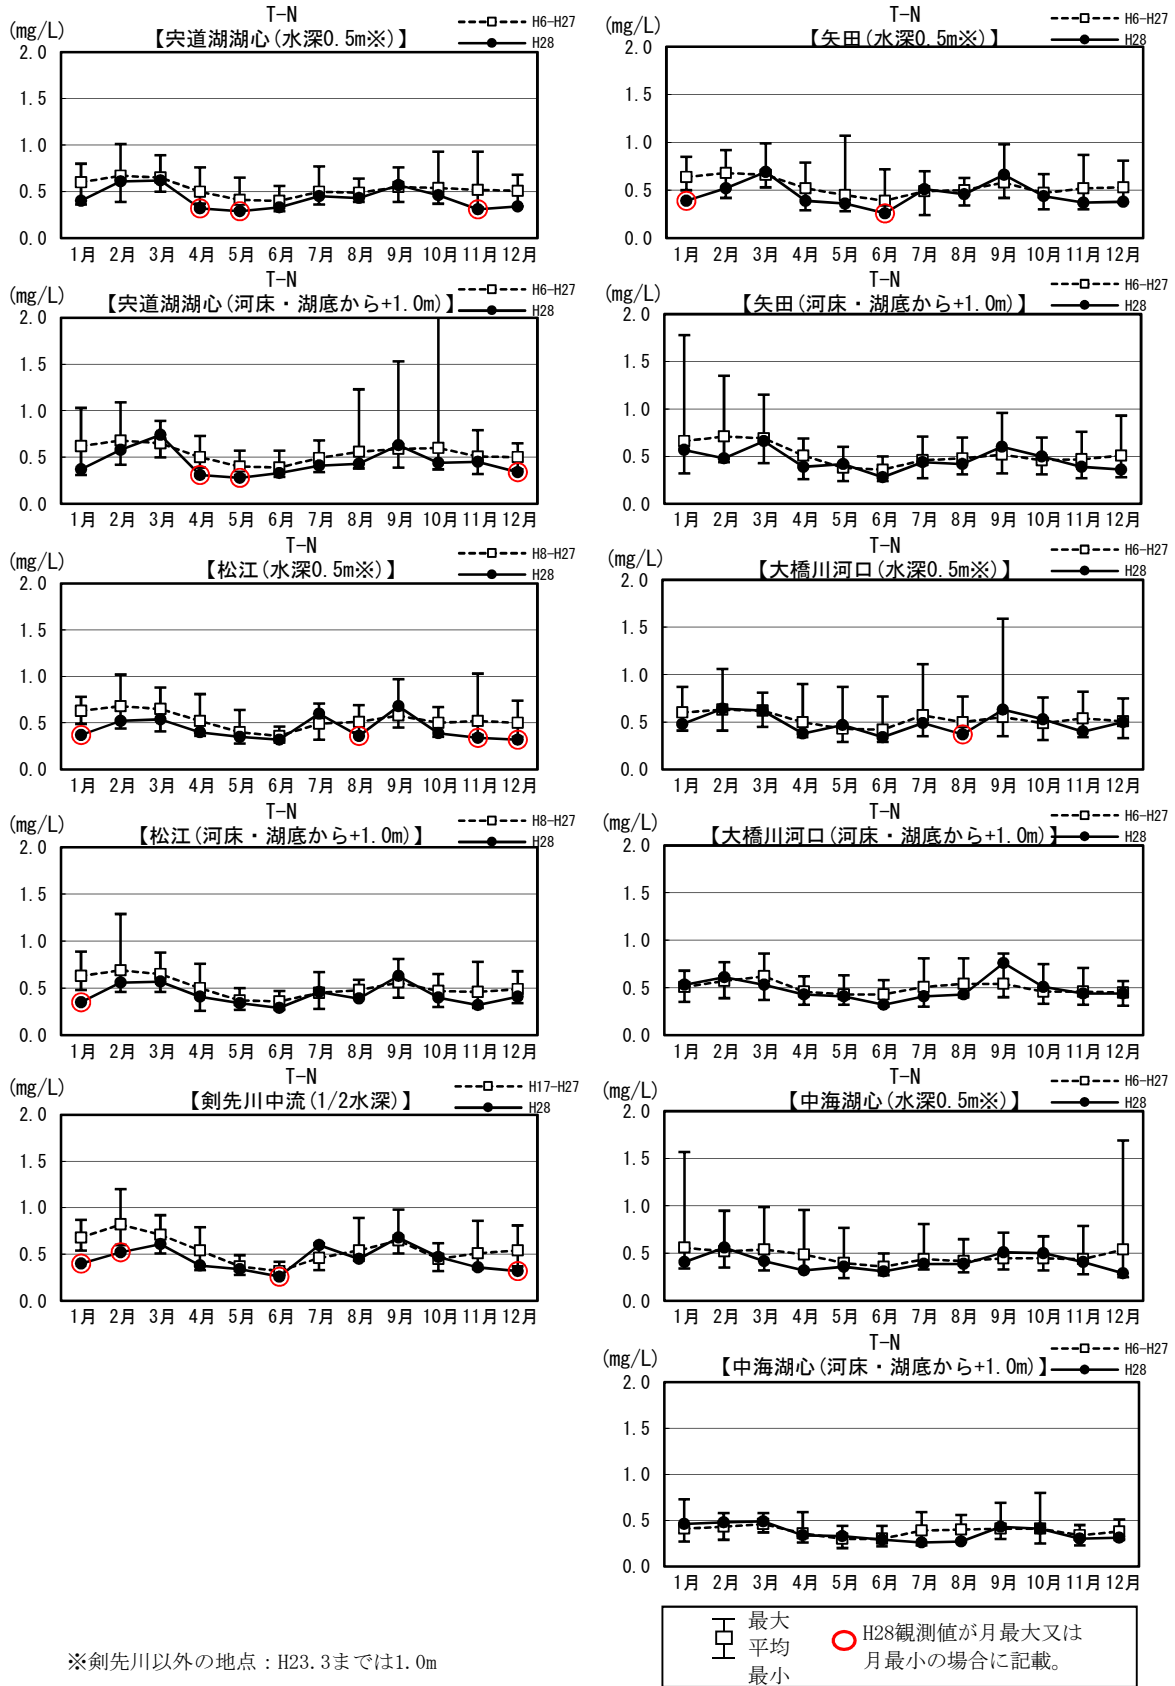 T-N
(mg/L)
【宍道湖湖心(水深0.5m※)】
H6-H27
H28
2.0
1.5
1.0
0.5
0.0
1月 2月 3月 4月 5月 6月 7月 8月 9月 10月 11月 12月
T-N
(mg/L)
【宍道湖湖心(河床・湖底から+1.0m)】
H6-H27
H28
2.0
1.5
1.0
0.5
0.0
1月 2月 3月 4月 5月 6月 7月 8月 9月 10月 11月 12月
T-N
(mg/L)
【松江(水深0.5m※)】
H8-H27
H28
2.0
1.5
1.0
0.5
0.0
1月 2月 3月 4月 5月 6月 7月 8月 9月 10月 11月 12月
T-N
(mg/L)
【松江(河床・湖底から+1.0m)】
H8-H27
H28
2.0
1.5
1.0
0.5
0.0
1月 2月 3月 4月 5月 6月 7月 8月 9月 10月 11月 12月
T-N
(mg/L)
【剣先川中流(1/2水深)】
H17-H27
H28
2.0
1.5
1.0
0.5
0.0
1月 2月 3月 4月 5月 6月 7月 8月 9月 10月 11月 12月
※剣先川以外の地点：H23.3までは1.0m
T-N
(mg/L)
【矢田(水深0.5m※)】
H6-H27
H28
2.0
1.5
1.0
0.5
0.0
1月 2月 3月 4月 5月 6月 7月 8月 9月 10月 11月 12月
T-N
(mg/L)
【矢田(河床・湖底から+1.0m)】
H6-H27
H28
2.0
1.5
1.0
0.5
0.0
1月 2月 3月 4月 5月 6月 7月 8月 9月 10月 11月 12月
T-N
(mg/L)
【大橋川河口(水深0.5m※)】
H6-H27
H28
2.0
1.5
1.0
0.5
0.0
1月 2月 3月 4月 5月 6月 7月 8月 9月 10月 11月 12月
T-N
(mg/L)
【大橋川河口(河床・湖底から+1.0m)】
H6-H27
H28
2.0
1.5
1.0
0.5
0.0
1月 2月 3月 4月 5月 6月 7月 8月 9月 10月 11月 12月
T-N
(mg/L)
【中海湖心(水深0.5m※)】
H6-H27
H28
2.0
1.5
1.0
0.5
0.0
1月 2月 3月 4月 5月 6月 7月 8月 9月 10月 11月 12月
T-N
(mg/L)
【中海湖心(河床・湖底から+1.0m)】
H6-H27
H28
2.0
1.5
1.0
0.5
0.0
1月 2月 3月 4月 5月 6月 7月 8月 9月 10月 11月 12月
最大
平均
最小
H28観測値が月最大又は
月最小の場合に記載。